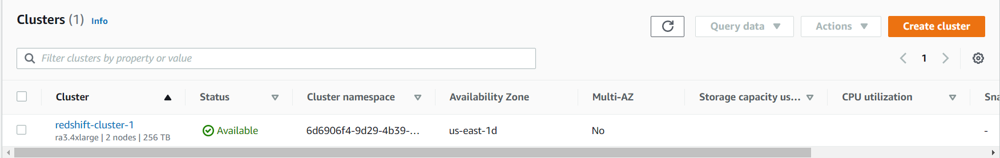 Clusters (1) Info
Query data
Actions
Create cluster
Filter clusters by property or value
1
Cluster Status Cluster namespace Availability Zone Multi-AZ Storage capacity us... CPU utilization Sna
redshift-cluster-1 Available 6d6906f4-9d29-4b39-... us-east-1d No -
ra3.4xlarge | 2 nodes | 256 TB